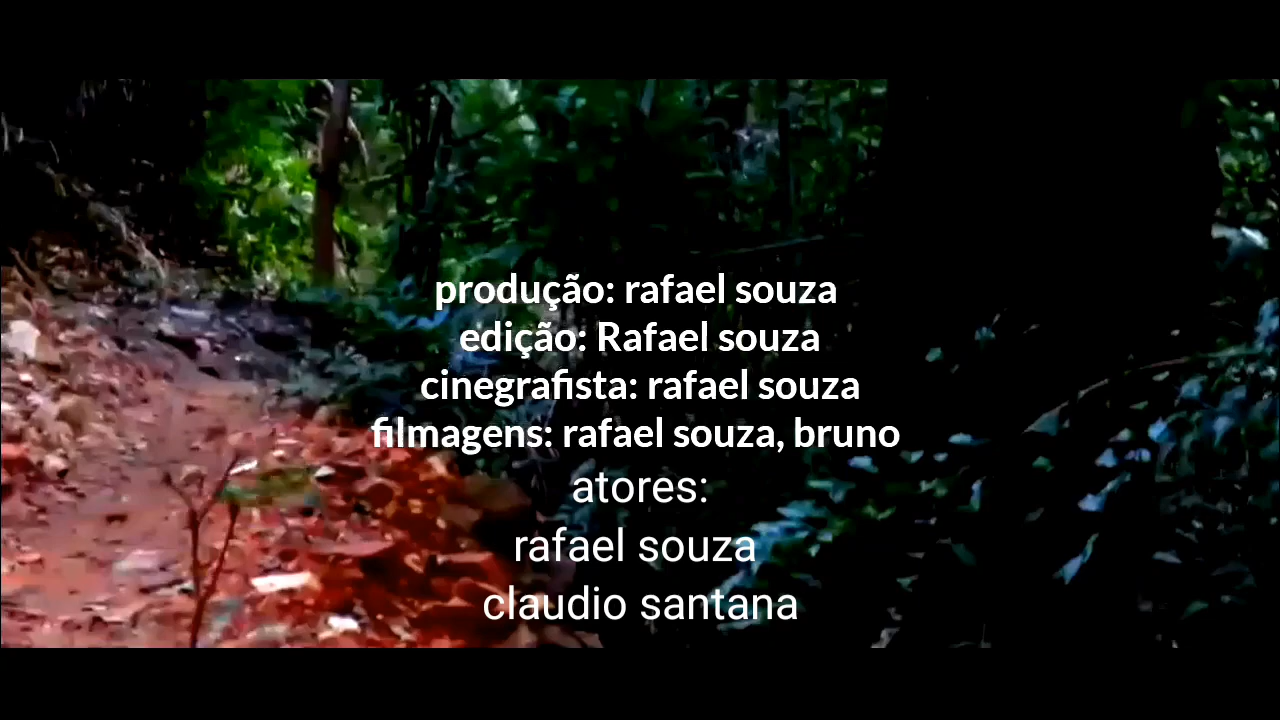 produção: rafael souza
edição: Rafael souza
cinegrafista: rafael souza
filmagens: rafael souza, bruno
atores:
rafael souza
claudio santana